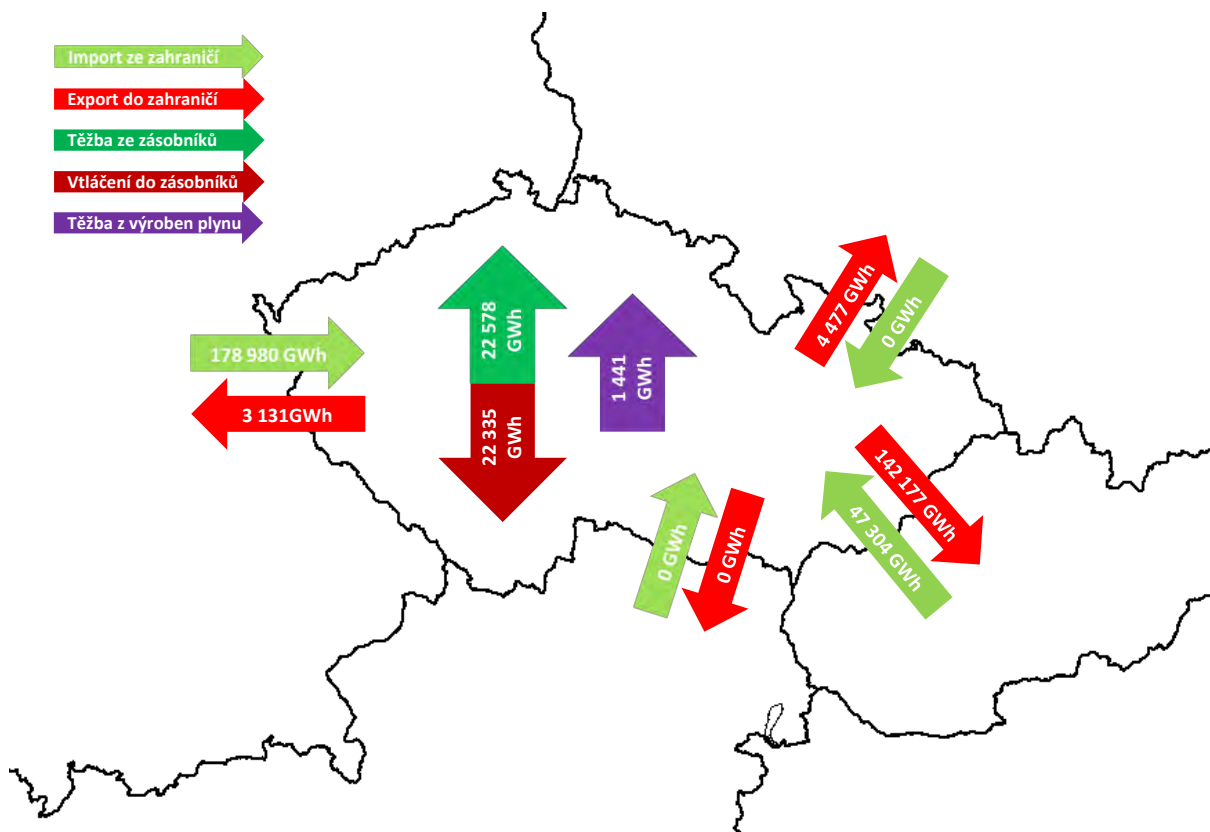 Import ze zahraničí
Export do zahraničí
Těžba ze zásobníků
Vtláčení do zásobníků
Těžba z výroben plynu
178 980 GWh
3 131GWh
22 578
GWh
22 335
GWh
1 441
GWh
4 477 GWh
0 GWh
142 177 GWh
47 304 GWh
0 GWh
0 GWh